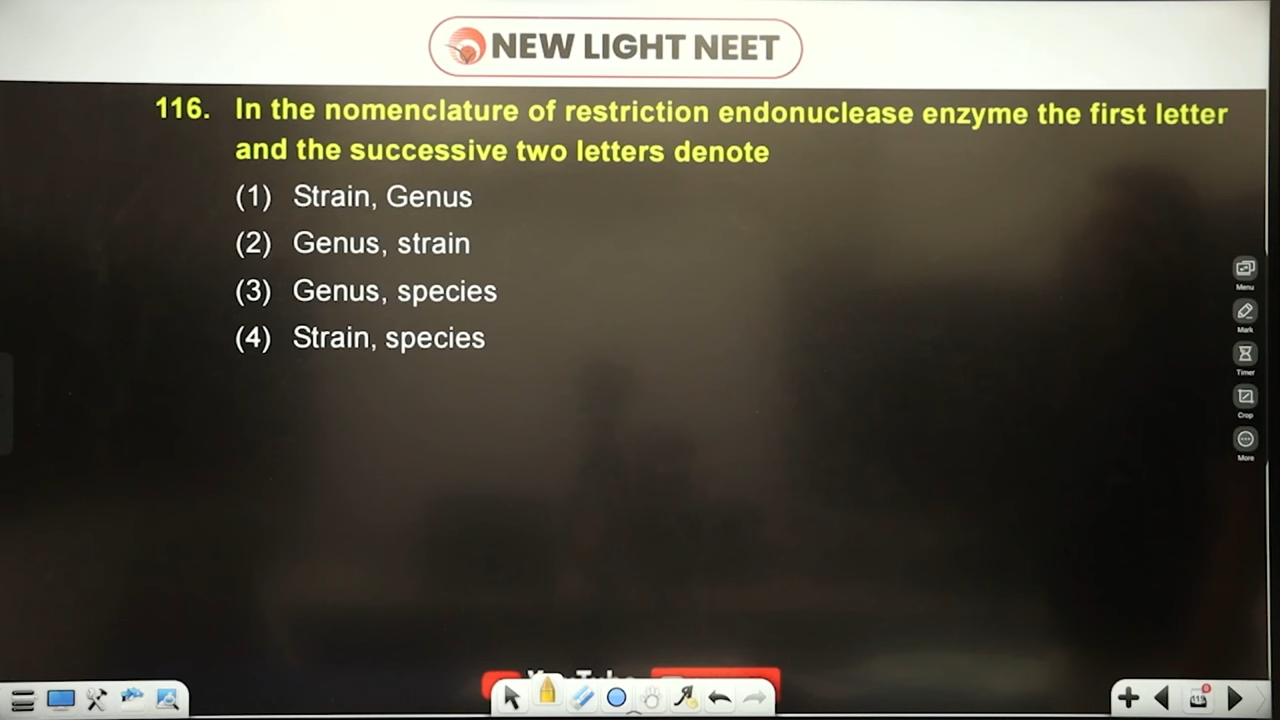 NEW LIGHT NEET
116. In the nomenclature of restriction endonuclease enzyme the first letter
and the successive two letters denote
(1) Strain, Genus
(2) Genus, strain
(3) Genus, species
(4) Strain, species
Menu
Mark
Timer
Crop
More